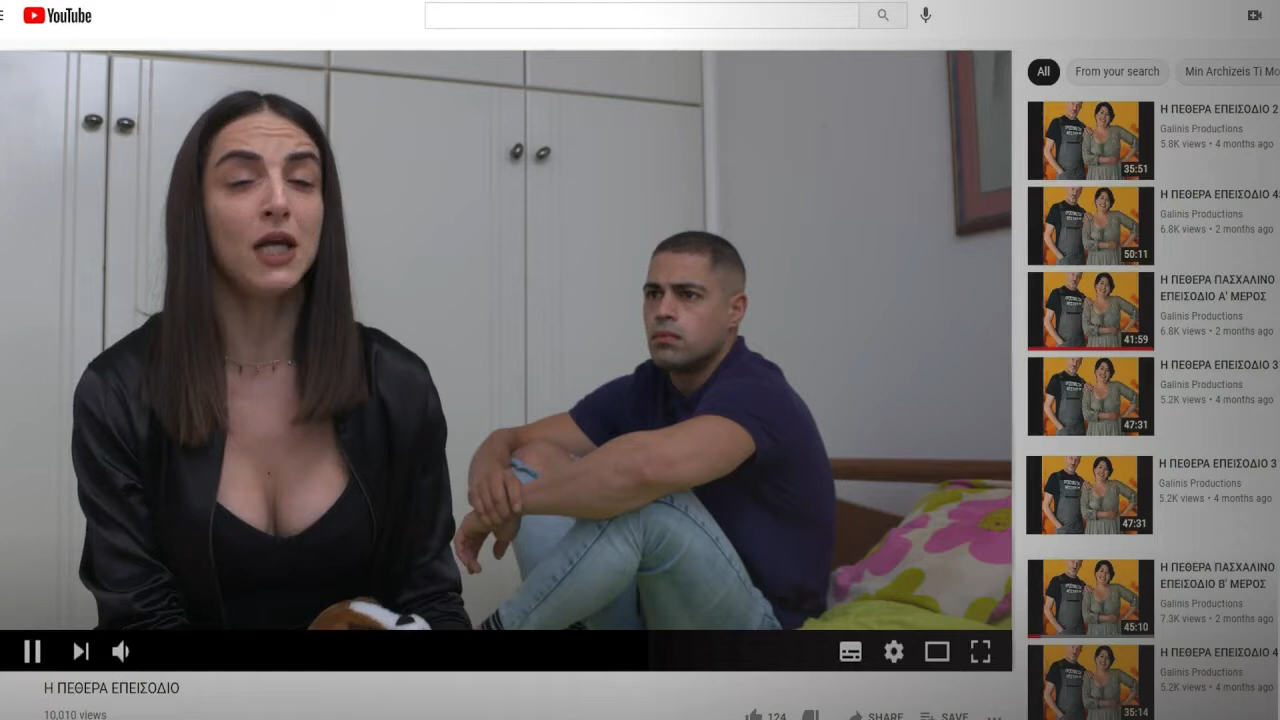 YouTube
All
From your search
Min Archizeis Ti Mo
Η ΠΕΘΕΡΑ ΕΠΕΙΣΟΔΙΟ 2
Galinis Productions
5.8K views • 4 months ago
35:51
Η ΠΕΘΕΡΑ ΕΠΕΙΣΟΔΙΟ 4
Galinis Productions
6.8K views • 2 months ago
50:11
Η ΠΕΘΕΡΑ ΠΑΣΧΑΛΙΝΟ
ΕΠΕΙΣΟΔΙΟ Α' ΜΕΡΟΣ
Galinis Productions
6.8K views • 2 months ago
41:59
Η ΠΕΘΕΡΑ ΕΠΕΙΣΟΔΙΟ 3
Galinis Productions
5.2K views • 4 months ago
47:31
Η ΠΕΘΕΡΑ ΕΠΕΙΣΟΔΙΟ 3
Galinis Productions
5.2K views • 4 months ago
47:31
Η ΠΕΘΕΡΑ ΠΑΣΧΑΛΙΝΟ
ΕΠΕΙΣΟΔΙΟ Β' ΜΕΡΟΣ
Galinis Productions
7.3K views • 2 months ago
45:10
Η ΠΕΘΕΡΑ ΕΠΕΙΣΟΔΙΟ 4
Galinis Productions
5.2K views • 4 months ago
35:14
Η ΠΕΘΕΡΑ ΕΠΕΙΣΟΔΙΟ
10,010 views
124
SHARE
SAVE